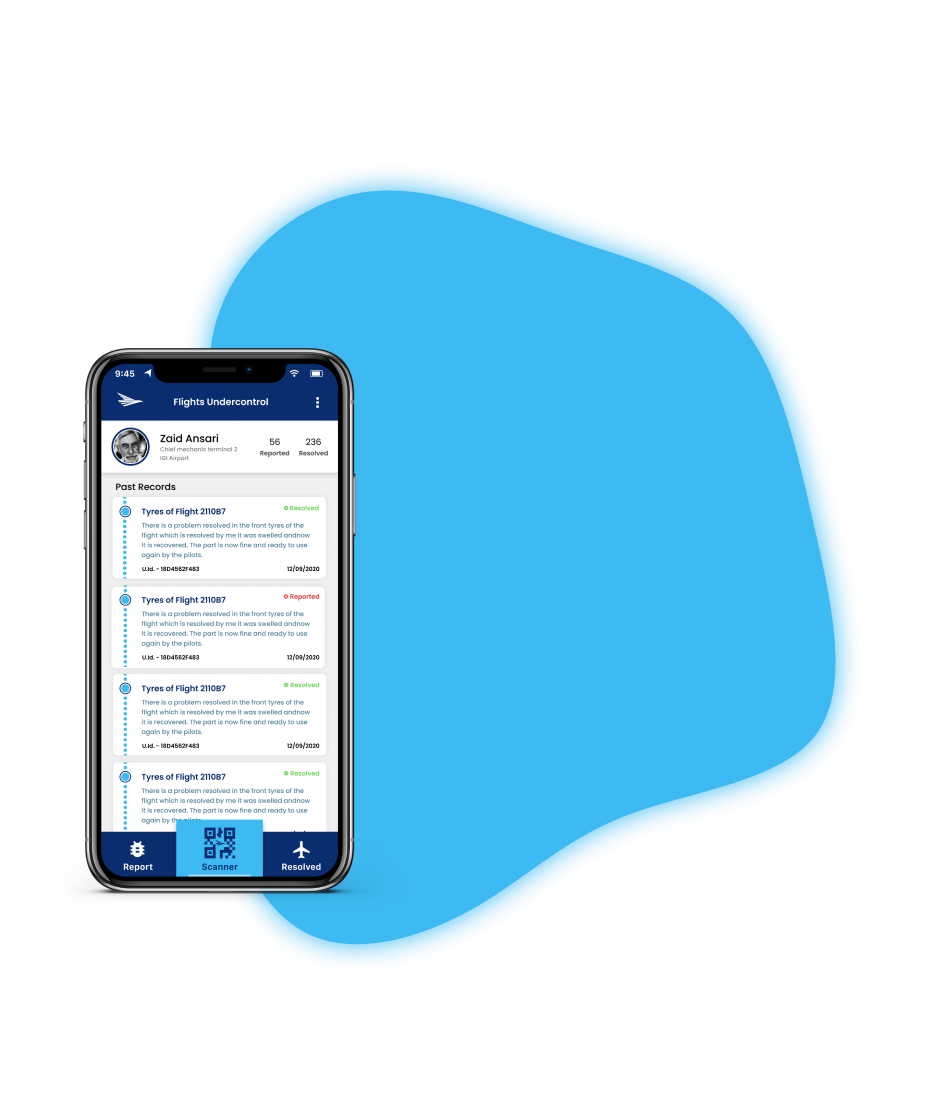 9:45
Flights Undercontrol
Zaid Ansari
Chief mechanic terminal 2
IGI Airport
56
Reported
236
Resolved
Past Records
Tyres of Flight 2110B7
Resolved
There is a problem resolved in the front tyres of the
flight which is resolved by me it was swelled andnow
it is recovered. The part is now fine and ready to use
again by the pilots.
U.Id. - 18D4562F483
12/09/2020
Tyres of Flight 2110B7
Reported
There is a problem resolved in the front tyres of the
flight which is resolved by me it was swelled andnow
it is recovered. The part is now fine and ready to use
again by the pilots.
U.Id. - 18D4562F483
12/09/2020
Tyres of Flight 2110B7
Resolved
There is a problem resolved in the front tyres of the
flight which is resolved by me it was swelled andnow
it is recovered. The part is now fine and ready to use
again by the pilots.
U.Id. - 18D4562F483
12/09/2020
Tyres of Flight 2110B7
Resolved
There is a problem resolved in the front tyres of the
flight which is resolved by me it was swelled andnow
it is recovered. The part is now fine and ready to use
again by the
Report
Scanner
Resolved